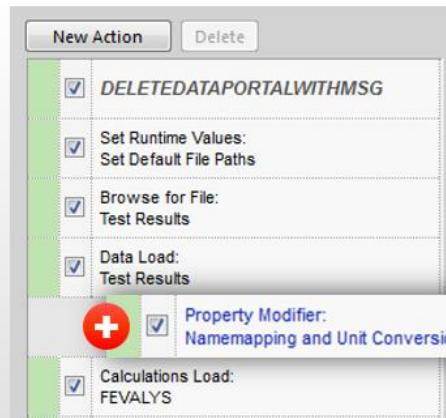 New Action Delete
DELETEDATAPORTALWITHMSG
Set Runtime Values:
Set Default File Paths
Browse for File:
Test Results
Data Load:
Test Results
Property Modifier:
Namemapping and Unit Conversi
Calculations Load:
FEVALYS